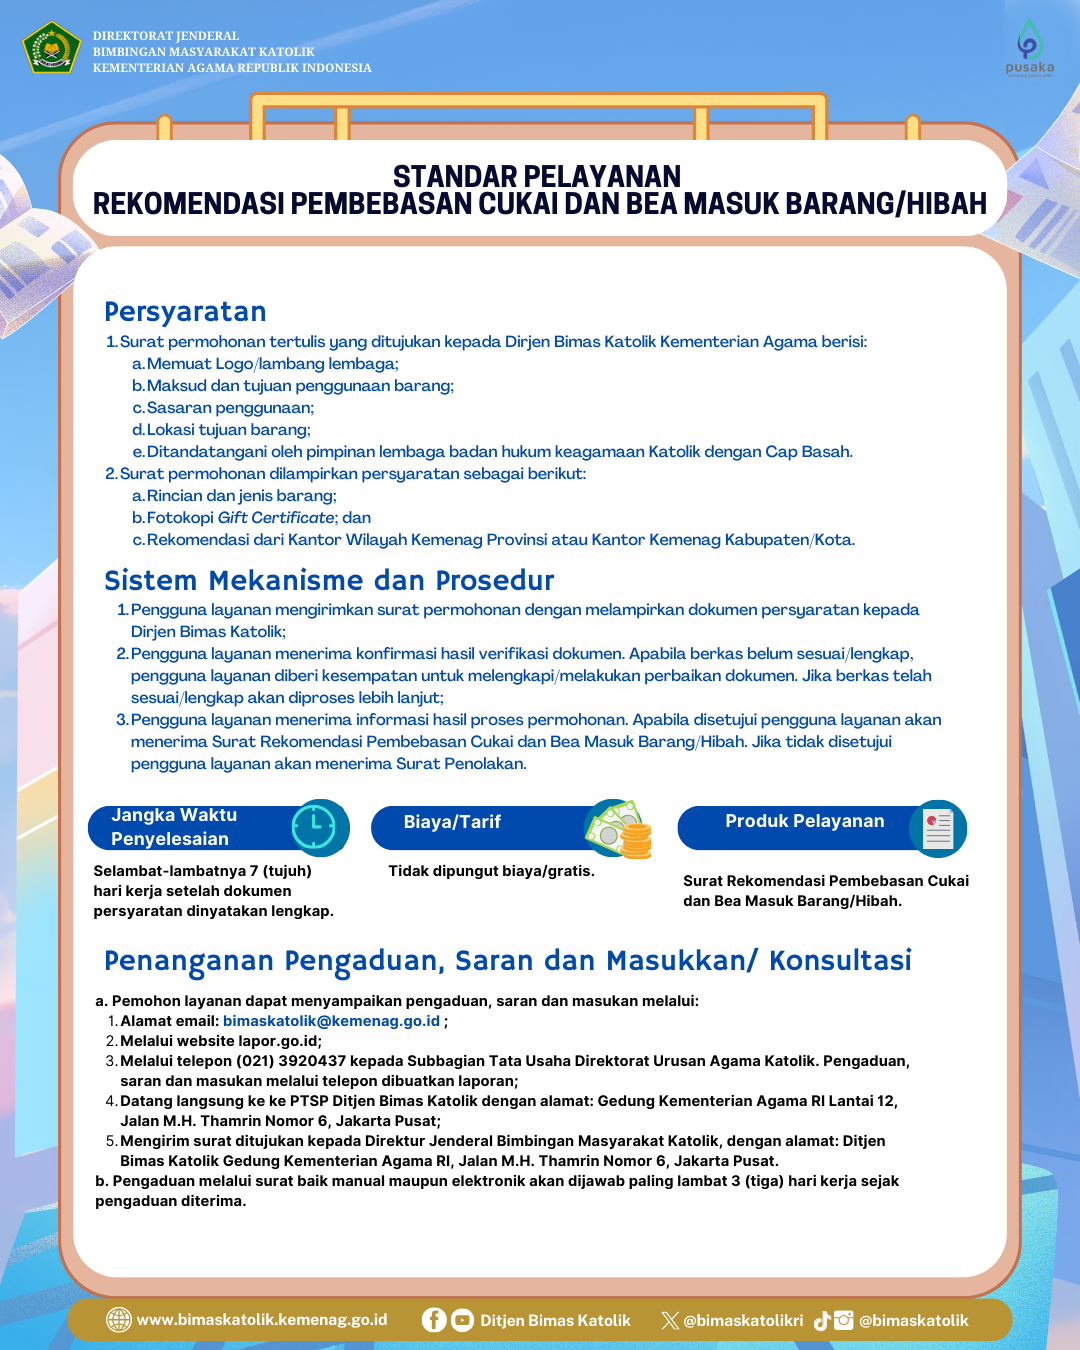 DIREKTORAT JENDERAL
BIMBINGAN MASYARAKAT KATOLIK
KEMENTERIAN AGAMA REPUBLIK INDONESIA
pusaka
STANDAR PELAYANAN
REKOMENDASI PEMBEBASAN CUKAI DAN BEA MASUK BARANG/HIBAH
Persyaratan
1. Surat permohonan tertulis yang ditujukan kepada Dirjen Bimas Katolik Kementerian Agama berisi:
a. Memuat Logo/lambang lembaga;
b. Maksud dan tujuan penggunaan barang;
c. Sasaran penggunaan;
d. Lokasi tujuan barang;
e. Ditandatangani oleh pimpinan lembaga badan hukum keagamaan Katolik dengan Cap Basah.
2. Surat permohonan dilampirkan persyaratan sebagai berikut:
a. Rincian dan jenis barang;
b. Fotokopi Gift Certificate; dan
c. Rekomendasi dari Kantor Wilayah Kemenag Provinsi atau Kantor Kemenag Kabupaten/Kota.
Sistem Mekanisme dan Prosedur
1. Pengguna layanan mengirimkan surat permohonan dengan melampirkan dokumen persyaratan kepada
Dirjen Bimas Katolik;
2. Pengguna layanan menerima konfirmasi hasil verifikasi dokumen. Apabila berkas belum sesuai/lengkap,
pengguna layanan diberi kesempatan untuk melengkapi/melakukan perbaikan dokumen. Jika berkas telah
sesuai/lengkap akan diproses lebih lanjut;
3. Pengguna layanan menerima informasi hasil proses permohonan. Apabila disetujui pengguna layanan akan
menerima Surat Rekomendasi Pembebasan Cukai dan Bea Masuk Barang/Hibah. Jika tidak disetujui
pengguna layanan akan menerima Surat Penolakan.
Jangka Waktu
Penyelesaian
Selambat-lambatnya 7 (tujuh)
hari kerja setelah dokumen
persyaratan dinyatakan lengkap.
Biaya/Tarif
Tidak dipungut biaya/gratis.
Produk Pelayanan
Surat Rekomendasi Pembebasan Cukai
dan Bea Masuk Barang/Hibah.
Penanganan Pengaduan, Saran dan Masukkan/ Konsultasi
a. Pemohon layanan dapat menyampaikan pengaduan, saran dan masukan melalui:
1. Alamat email: bimaskatolik@kemenag.go.id ;
2. Melalui website lapor.go.id;
3. Melalui telepon (021) 3920437 kepada Subbagian Tata Usaha Direktorat Urusan Agama Katolik. Pengaduan,
saran dan masukan melalui telepon dibuatkan laporan;
4. Datang langsung ke ke PTSP Ditjen Bimas Katolik dengan alamat: Gedung Kementerian Agama RI Lantai 12,
Jalan M.H. Thamrin Nomor 6, Jakarta Pusat;
5. Mengirim surat ditujukan kepada Direktur Jenderal Bimbingan Masyarakat Katolik, dengan alamat: Ditjen
Bimas Katolik Gedung Kementerian Agama RI, Jalan M.H. Thamrin Nomor 6, Jakarta Pusat.
b. Pengaduan melalui surat baik manual maupun elektronik akan dijawab paling lambat 3 (tiga) hari kerja sejak
pengaduan diterima.
www.bimaskatolik.kemenag.go.id
Ditjen Bimas Katolik
@bimaskatolikri
@bimaskatolik